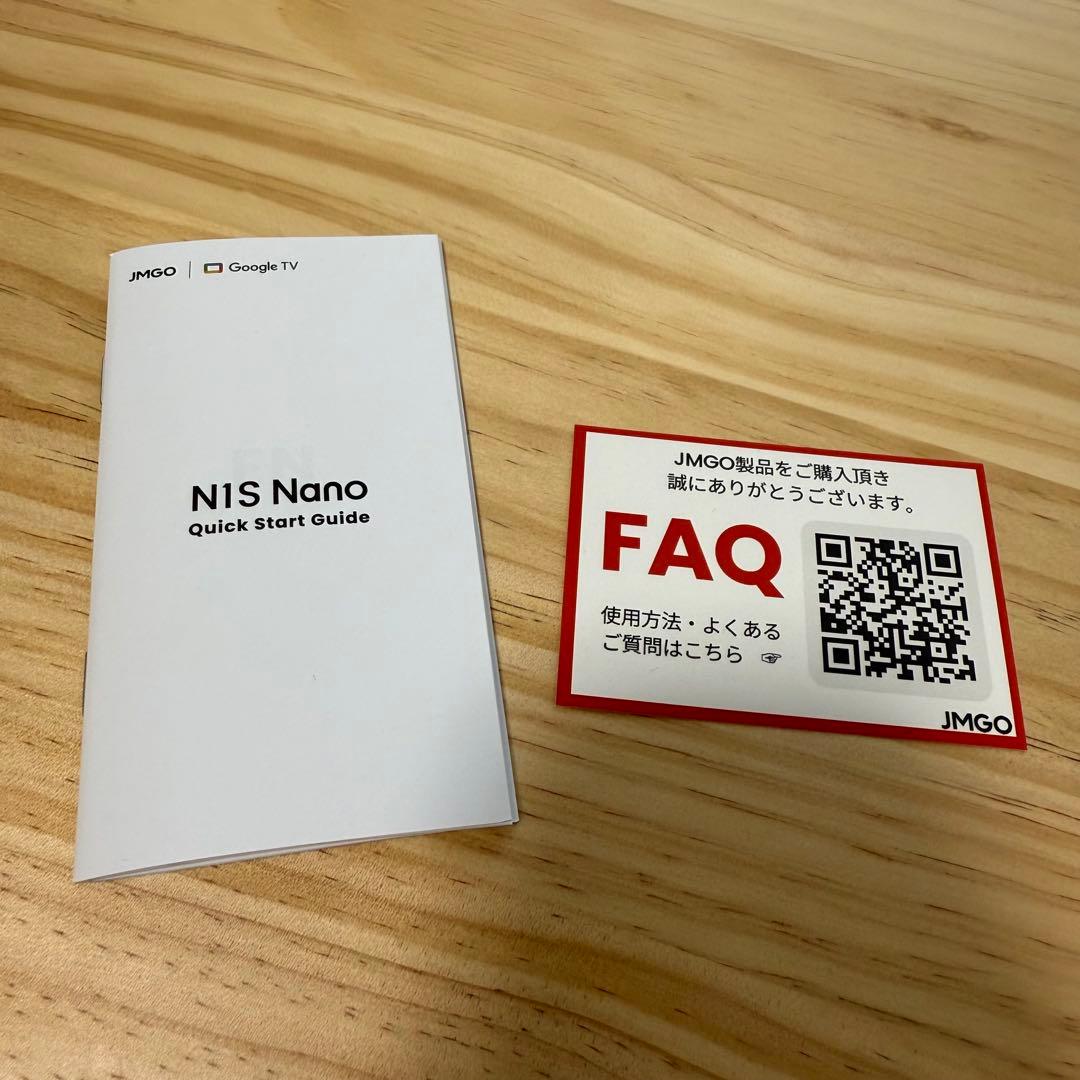 JMGO | Google TV
N1S Nano
Quick Start Guide
JMGO製品をご購入頂き
誠にありがとうございます。
FAQ
使用方法・よくある
ご質問はこちら ☞
JMGO